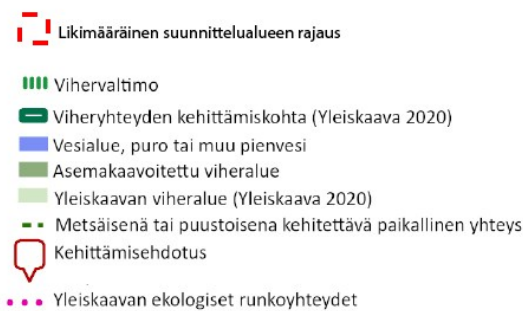 Likimääräinen suunnittelualueen rajaus
Vihervaltimo
Viheryhteyden kehittämiskohta (Yleiskaava 2020)
Vesialue, puro tai muu pienvesi
Asemakaavoitettu viheralue
Yleiskaavan viheralue (Yleiskaava 2020)
Metsäisenä tai puustoisena kehitettävä paikallinen yhteys
Kehittämisehdotus
Yleiskaavan ekologiset runkoyhteydet